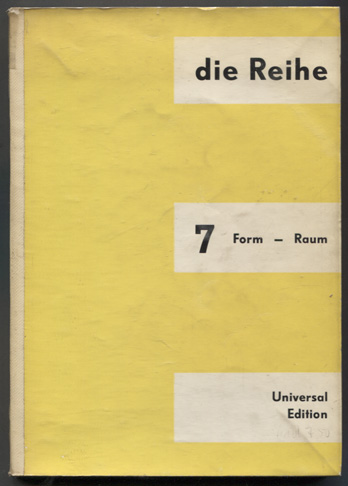 die Reihe
7 Form – Raum
Universal
Edition